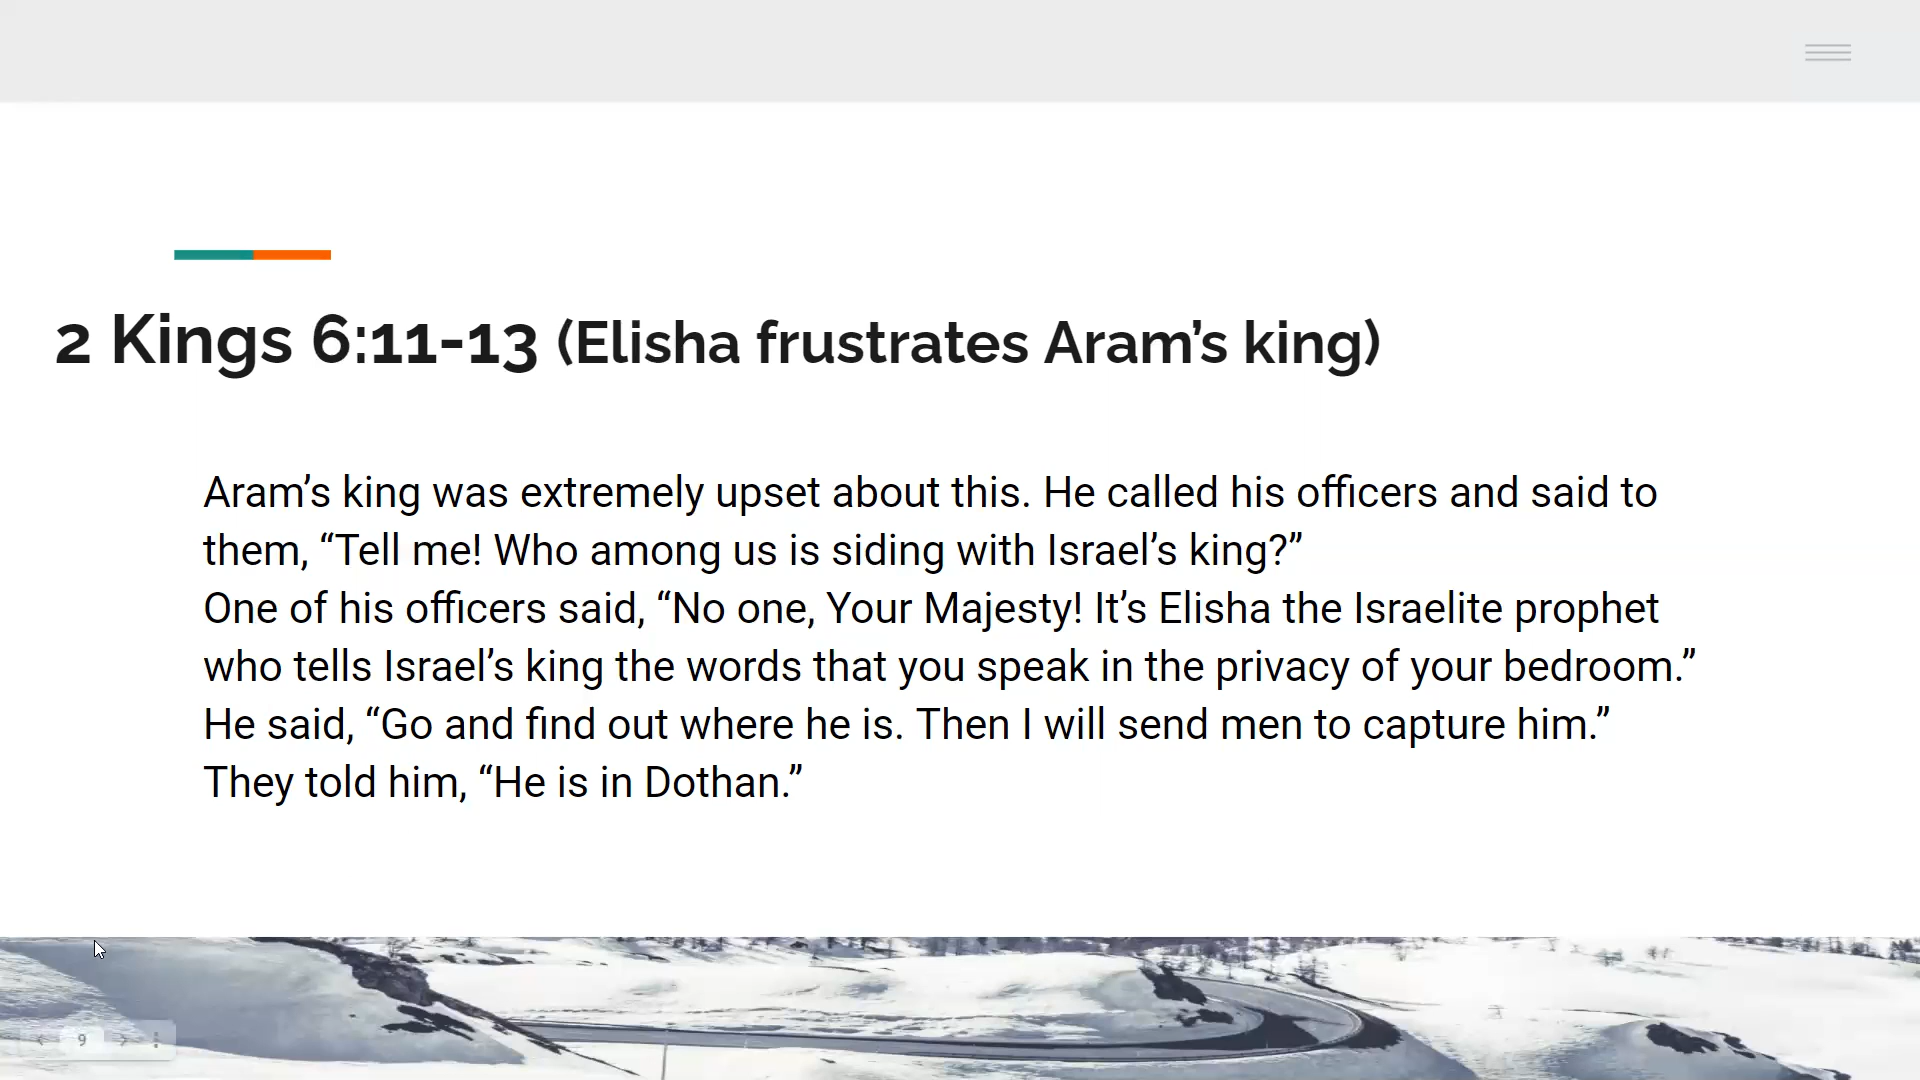 2 Kings 6:11-13 (Elisha frustrates Aram’s king)
Aram’s king was extremely upset about this. He called his officers and said to
them, “Tell me! Who among us is siding with Israel’s king?”
One of his officers said, “No one, Your Majesty! It’s Elisha the Israelite prophet
who tells Israel’s king the words that you speak in the privacy of your bedroom.”
He said, “Go and find out where he is. Then I will send men to capture him.”
They told him, “He is in Dothan.”
9